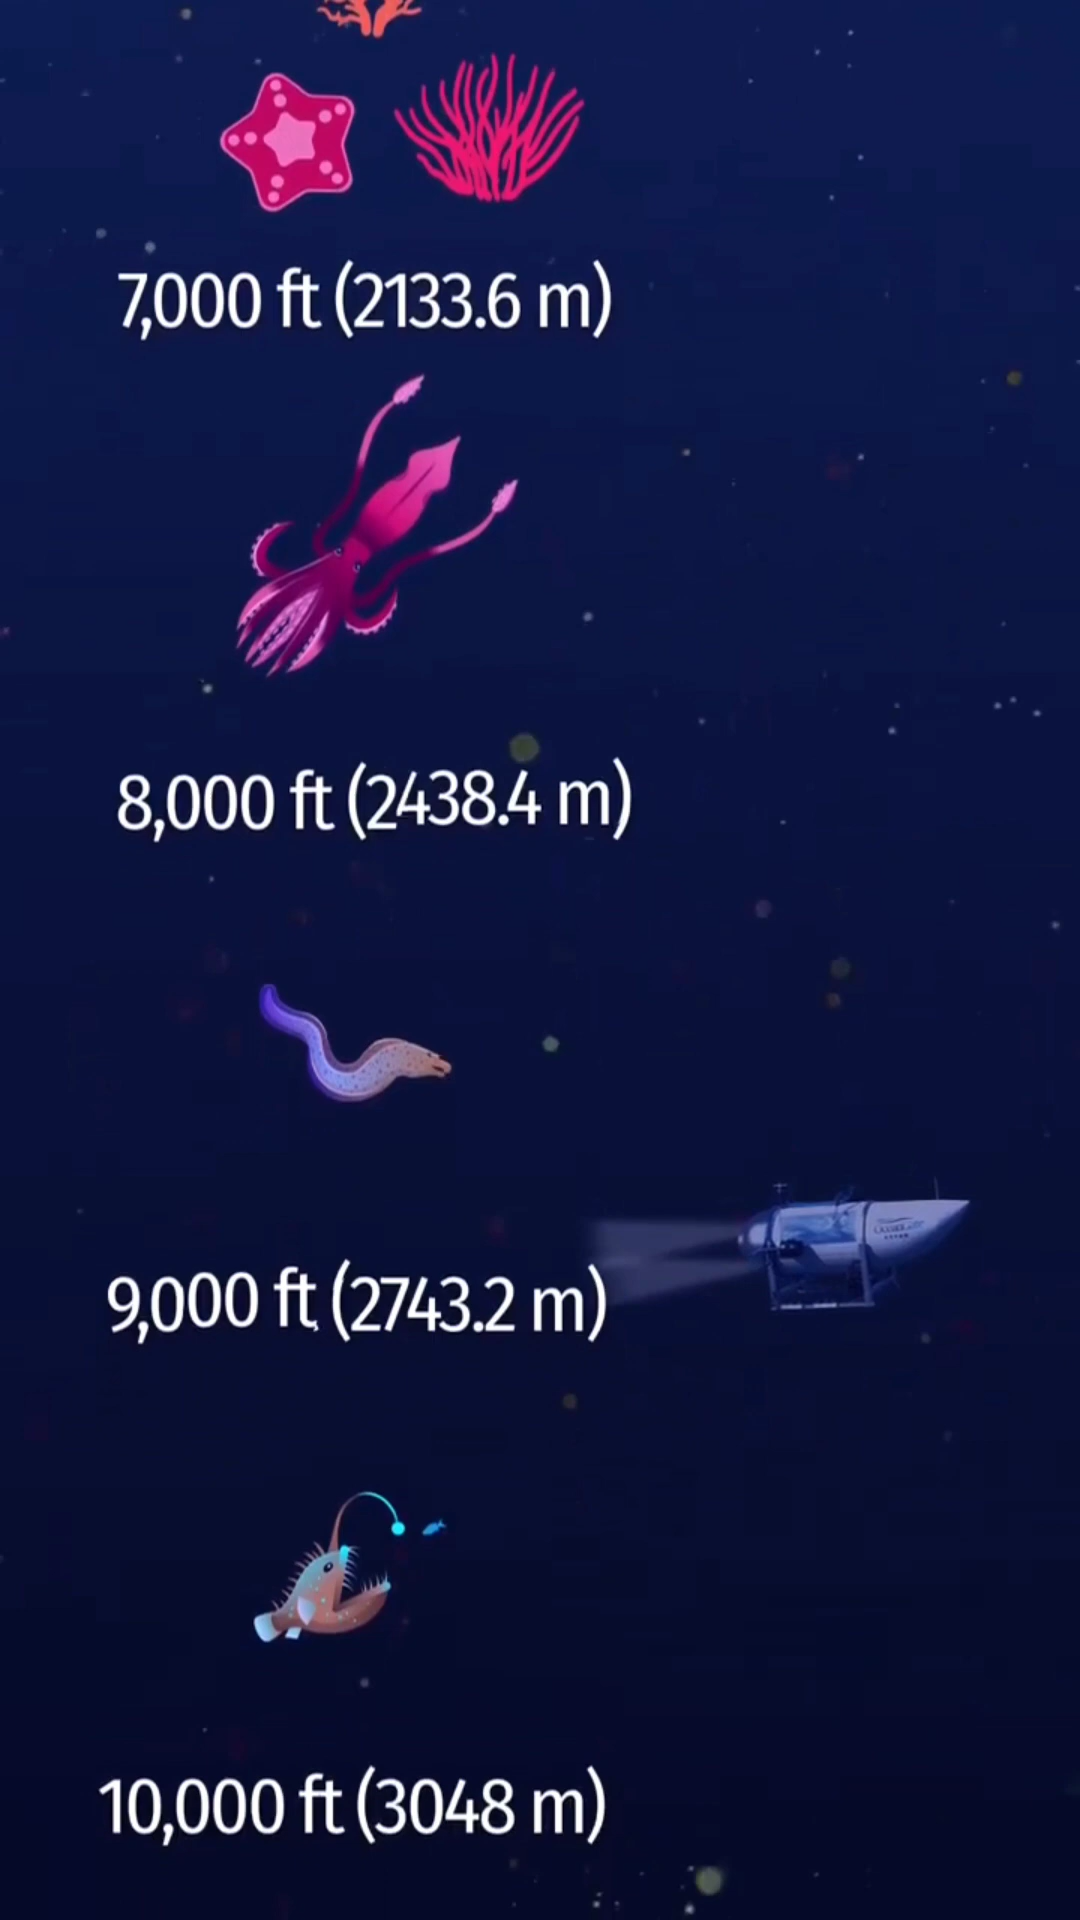 7,000 ft (2133.6 m)
8,000 ft (2438.4 m)
9,000 ft (2743.2 m)
10,000 ft (3048 m)